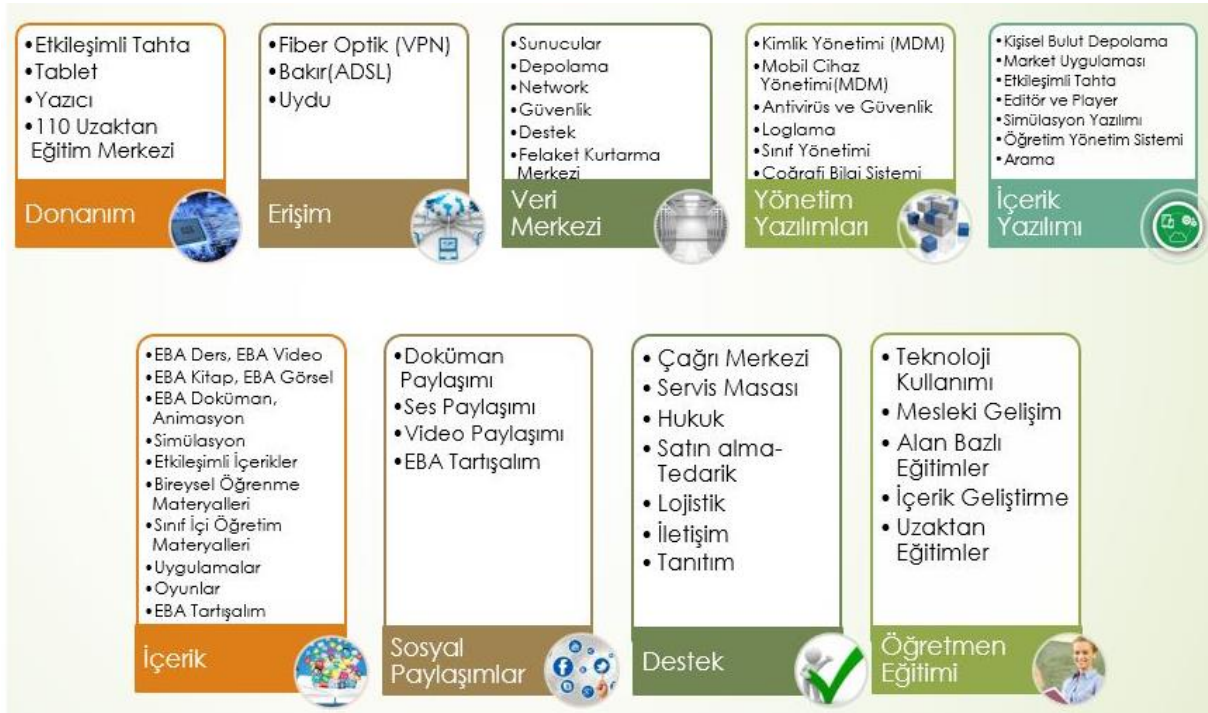 •Etkileşimli Tahta
•Tablet
•Yazıcı
•110 Uzaktan
Eğitim Merkezi
Donanım
•Fiber Optik (VPN)
•Bakır(ADSL)
•Uydu
Erişim
•Sunucular
•Depolama
•Network
•Güvenlik
•Destek
•Felaket Kurtarma
Merkezi
Veri
Merkezi
•Kimlik Yönetimi (MDM)
•Mobil Cihaz
Yönetimi(MDM)
•Antivirüs ve Güvenlik
•Loglama
•Sınıf Yönetimi
•Coğrafi Bilgi Sistemi
Yönetim
Yazılımları
•Kişisel Bulut Depolama
•Market Uygulaması
•Etkileşimli Tahta
•Editör ve Player
•Simülasyon Yazılımı
•Öğretim Yönetim Sistemi
•Arama
İçerik
Yazılımı
•EBA Ders, EBA Video
•EBA Kitap, EBA Görsel
•EBA Doküman,
Animasyon
•Simülasyon
•Etkileşimli İçerikler
•Bireysel Öğrenme
Materyalleri
•Sınıf İçi Öğretim
Materyalleri
•Uygulamalar
•Oyunlar
•EBA Tartışalım
İçerik
•Doküman
Paylaşımı
•Ses Paylaşımı
•Video Paylaşımı
•EBA Tartışalım
Sosyal
Paylaşımlar
• Çağrı Merkezi
• Servis Masası
• Hukuk
• Satın alma-
Tedarik
• Lojistik
• İletişim
• Tanıtım
Destek
• Teknoloji
Kullanımı
• Mesleki Gelişim
• Alan Bazlı
Eğitimler
• İçerik Geliştirme
• Uzaktan
Eğitimler
Öğretmen
Eğitimi